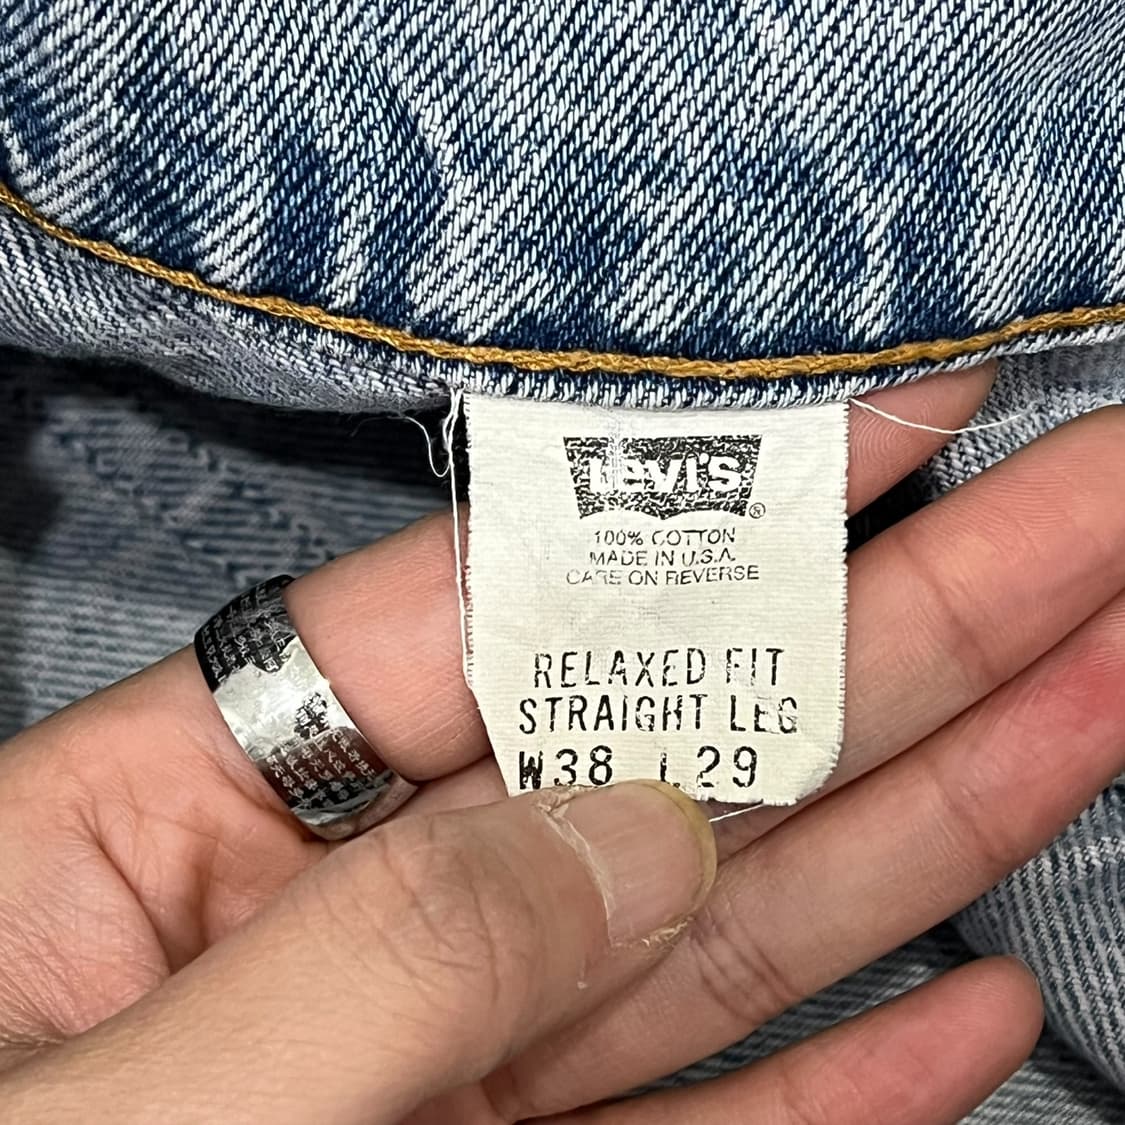 Levi's®
100% COTTON
MADE IN U.S.A.
CARE ON REVERSE
RELAXED FIT
STRAIGHT LEG
W38 L29